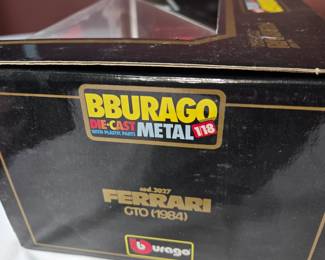 BBURAGO
DIE-CAST METAL 1/18
WITH PLASTIC PARTS
cod. 3027
FERRARI
GTO (1984)
burago